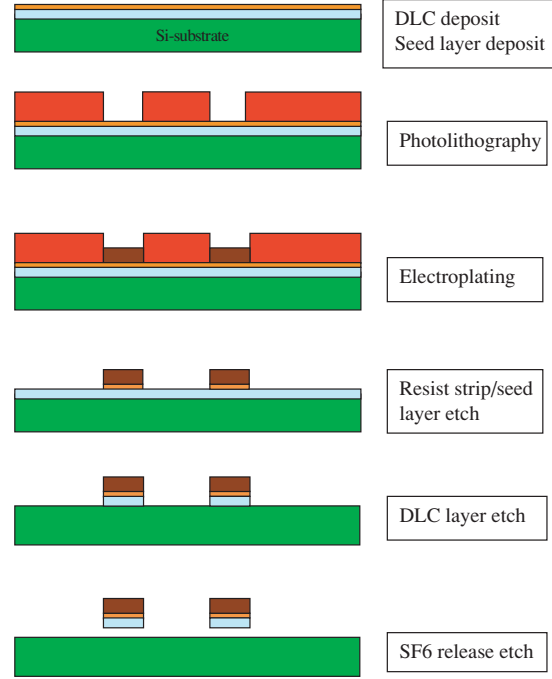 DLC deposit
Seed layer deposit
Si-substrate
Photolithography
Electroplating
Resist strip/seed
layer etch
DLC layer etch
SF6 release etch